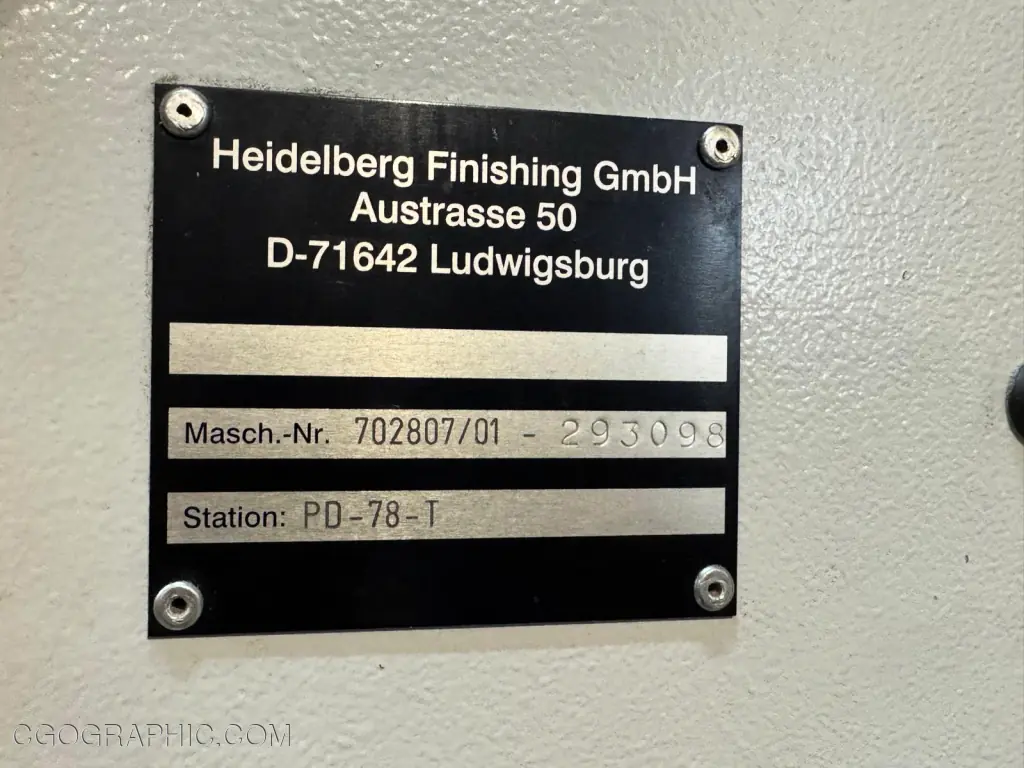 Heidelberg Finishing GmbH
Austrasse 50
D-71642 Ludwigsburg
Masch.-Nr. 702807/01 - 293098
Station: PD-78-T
CGOGRAPHIC.COM